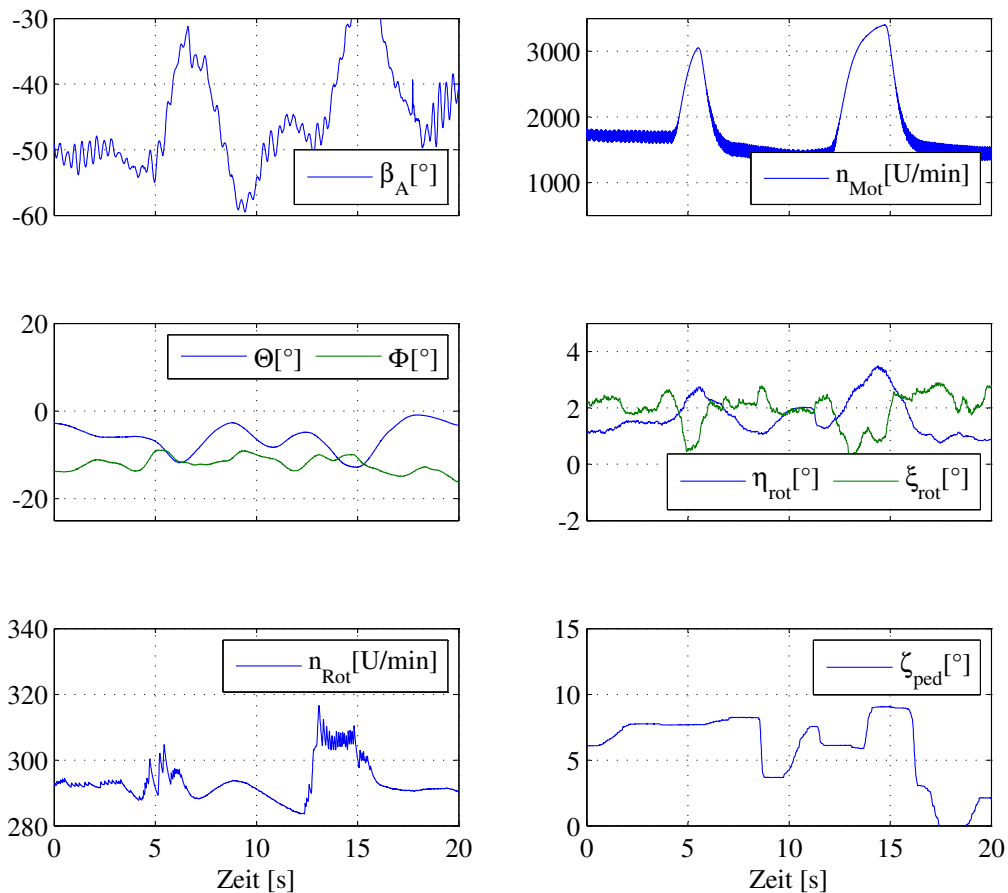 -30
-40
-50
-60
β_A[°]
3000
2000
1000
n_Mot[U/min]
20
0
-20
Θ[°] Φ[°]
4
2
0
-2
η_rot[°] ξ_rot[°]
340
320
300
280
n_Rot[U/min]
0 5 10 15 20
Zeit [s]
15
10
5
0
ζ_ped[°]
0 5 10 15 20
Zeit [s]